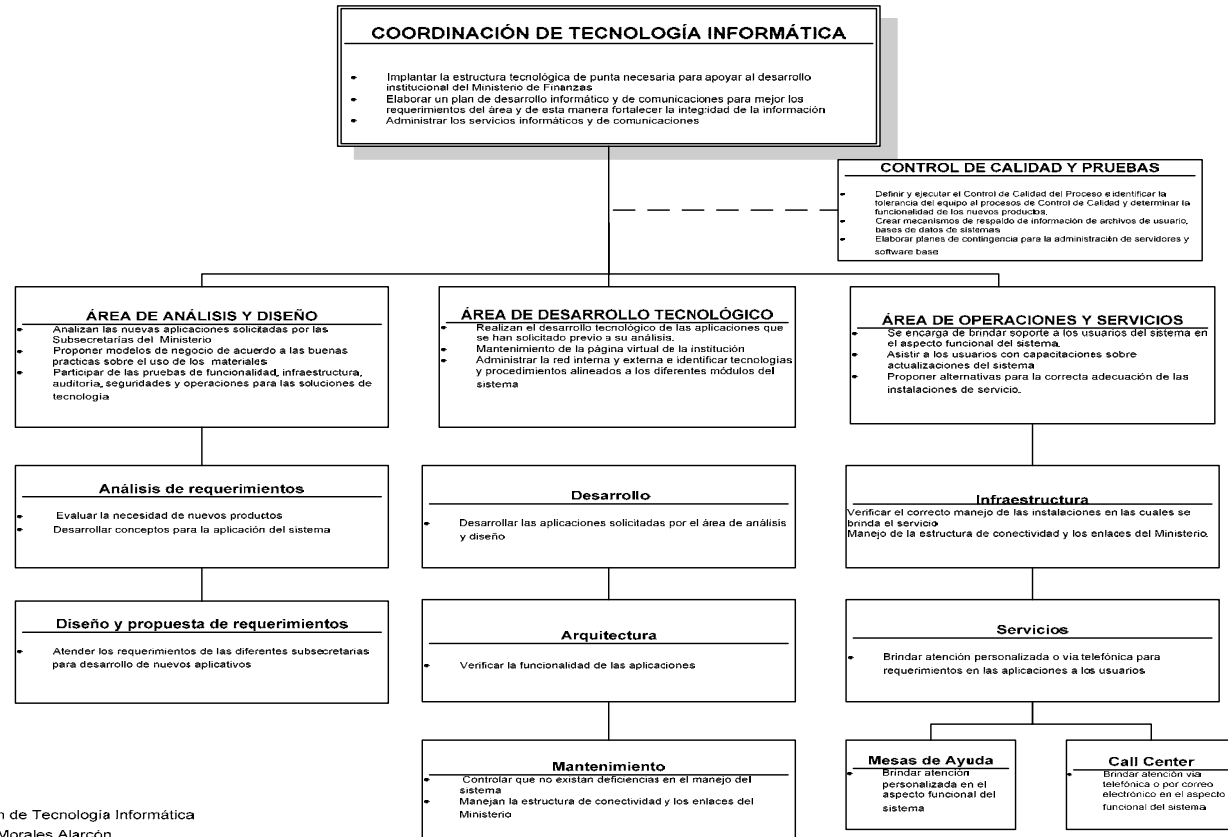 COORDINACIÓN DE TECNOLOGÍA INFORMÁTICA
• Implantar la estructura tecnológica de punta necesaria para apoyar al desarrollo
institucional del Ministerio de Finanzas
• Elaborar un plan de desarrollo informático y de comunicaciones para mejor los
requerimientos del área y de esta manera fortalecer la integridad de la información
• Administrar los servicios informáticos y de comunicaciones
CONTROL DE CALIDAD Y PRUEBAS
• Definir y ejecutar el Control de Calidad del Proceso e identificar la
tolerancia del equipo al procesos de Control de Calidad y determinar la
funcionalidad de los nuevos productos.
• Crear mecanismos de respaldo de información de archivos de usuario,
bases de datos de sistemas
• Elaborar planes de contingencia para la administración de servidores y
software base
ÁREA DE ANÁLISIS Y DISEÑO
• Analizan las nuevas aplicaciones solicitadas por las
Subsecretarías del Ministerio
• Proponer modelos de negocio de acuerdo a las buenas
practicas sobre el uso de los materiales
• Participar de las pruebas de funcionalidad, infraestructura,
auditoría, seguridades y operaciones para las soluciones de
tecnología
ÁREA DE DESARROLLO TECNOLÓGICO
• Realizan el desarrollo tecnológico de las aplicaciones que
se han solicitado previo a su análisis.
• Mantenimiento de la página virtual de la institución
• Administrar la red interna y externa e identificar tecnologías
y procedimientos alineados a los diferentes módulos del
sistema
ÁREA DE OPERACIONES Y SERVICIOS
• Se encarga de brindar soporte a los usuarios del sistema en
el aspecto funcional del sistema.
• Asistir a los usuarios con capacitaciones sobre
actualizaciones del sistema
• Proponer alternativas para la correcta adecuación de las
instalaciones de servicio.
Análisis de requerimientos
• Evaluar la necesidad de nuevos productos
• Desarrollar conceptos para la aplicación del sistema
Desarrollo
• Desarrollar las aplicaciones solicitadas por el área de análisis
y diseño
Infraestructura
Verificar el correcto manejo de las instalaciones en las cuales se
brinda el servicio
Manejo de la estructura de conectividad y los enlaces del Ministerio.
Diseño y propuesta de requerimientos
• Atender los requerimientos de las diferentes subsecretarias
para desarrollo de nuevos aplicativos
Arquitectura
• Verificar la funcionalidad de las aplicaciones
Servicios
• Brindar atención personalizada o vía telefónica para
requerimientos en las aplicaciones a los usuarios
Mantenimiento
• Controlar que no existan deficiencias en el manejo del
sistema
• Manejan la estructura de conectividad y los enlaces del
Ministerio
Mesas de Ayuda
• Brindar atención
personalizada en el
aspecto funcional del
sistema
Call Center
• Brindar atención vía
telefónica o por correo
electrónico en el aspecto
funcional del sistema
n de Tecnología Informática
Morales Alarcón